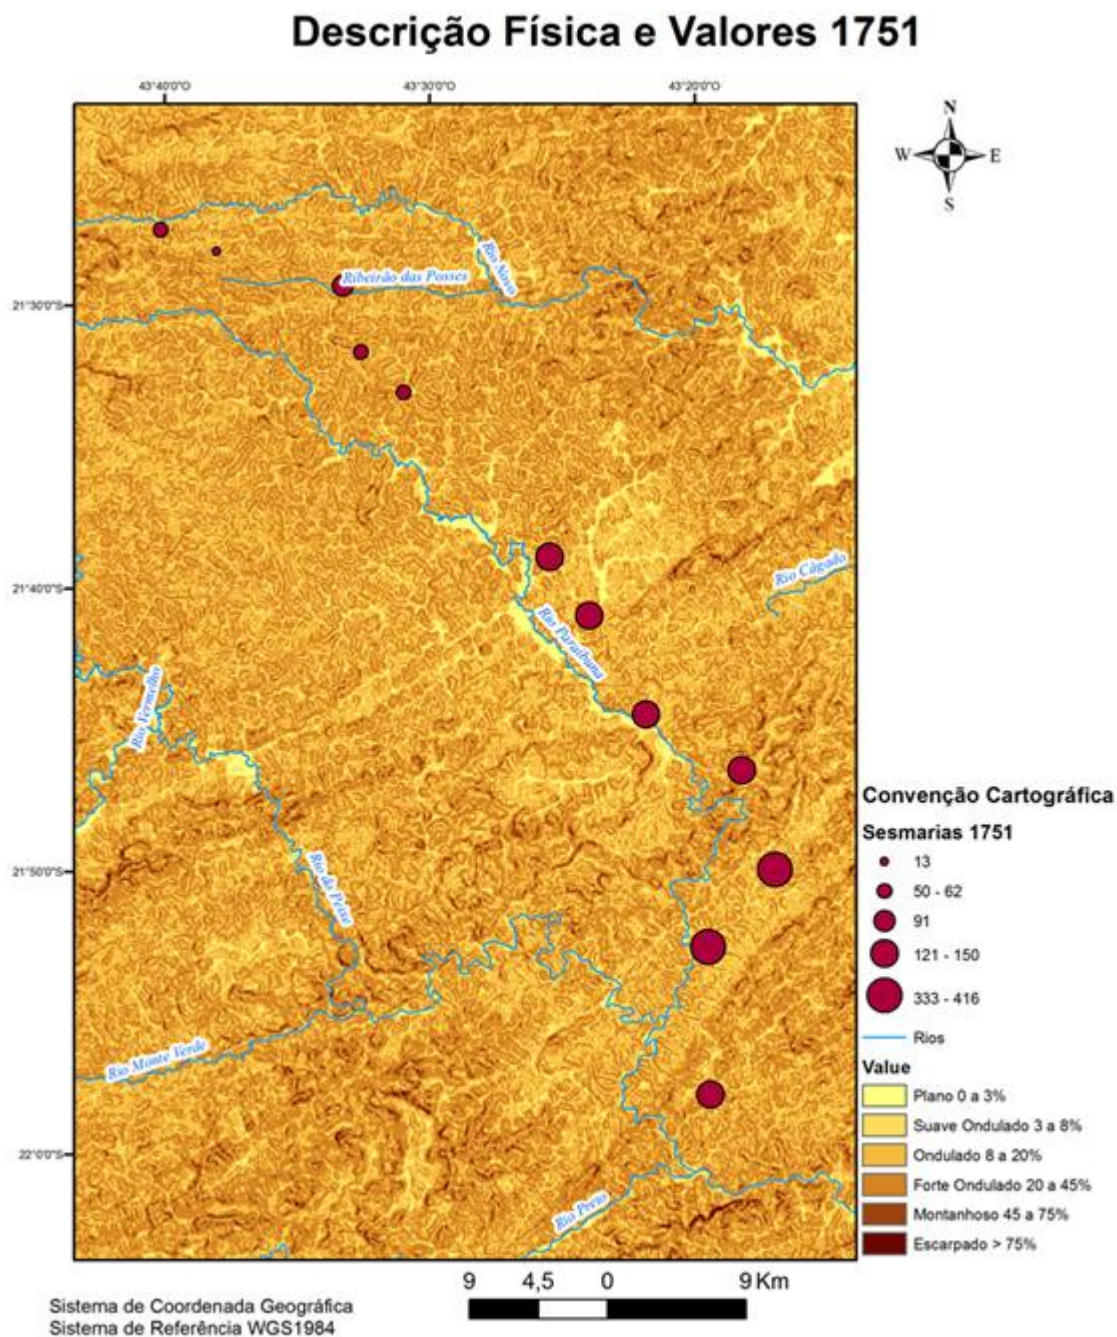 Descrição Física e Valores 1751
43°40'0"O
43°30'0"O
43°20'0"O
N
W
E
S
Rio Novo
Ribeirão das Posses
21°30'0"S
Rio Cágado
21°40'0"S
Rio Paraibuna
Rio Vermelho
Convenção Cartográfica
Sesmarias 1751
13
50 - 62
91
121 - 150
333 - 416
Rios
Value
Plano 0 a 3%
Suave Ondulado 3 a 8%
Ondulado 8 a 20%
Forte Ondulado 20 a 45%
Montanhoso 45 a 75%
Escarpado > 75%
21°50'0"S
Rio do Peixe
Rio Monte Verde
22°0'0"S
Rio Preto
9 4,5 0 9 Km
Sistema de Coordenada Geográfica
Sistema de Referência WGS1984